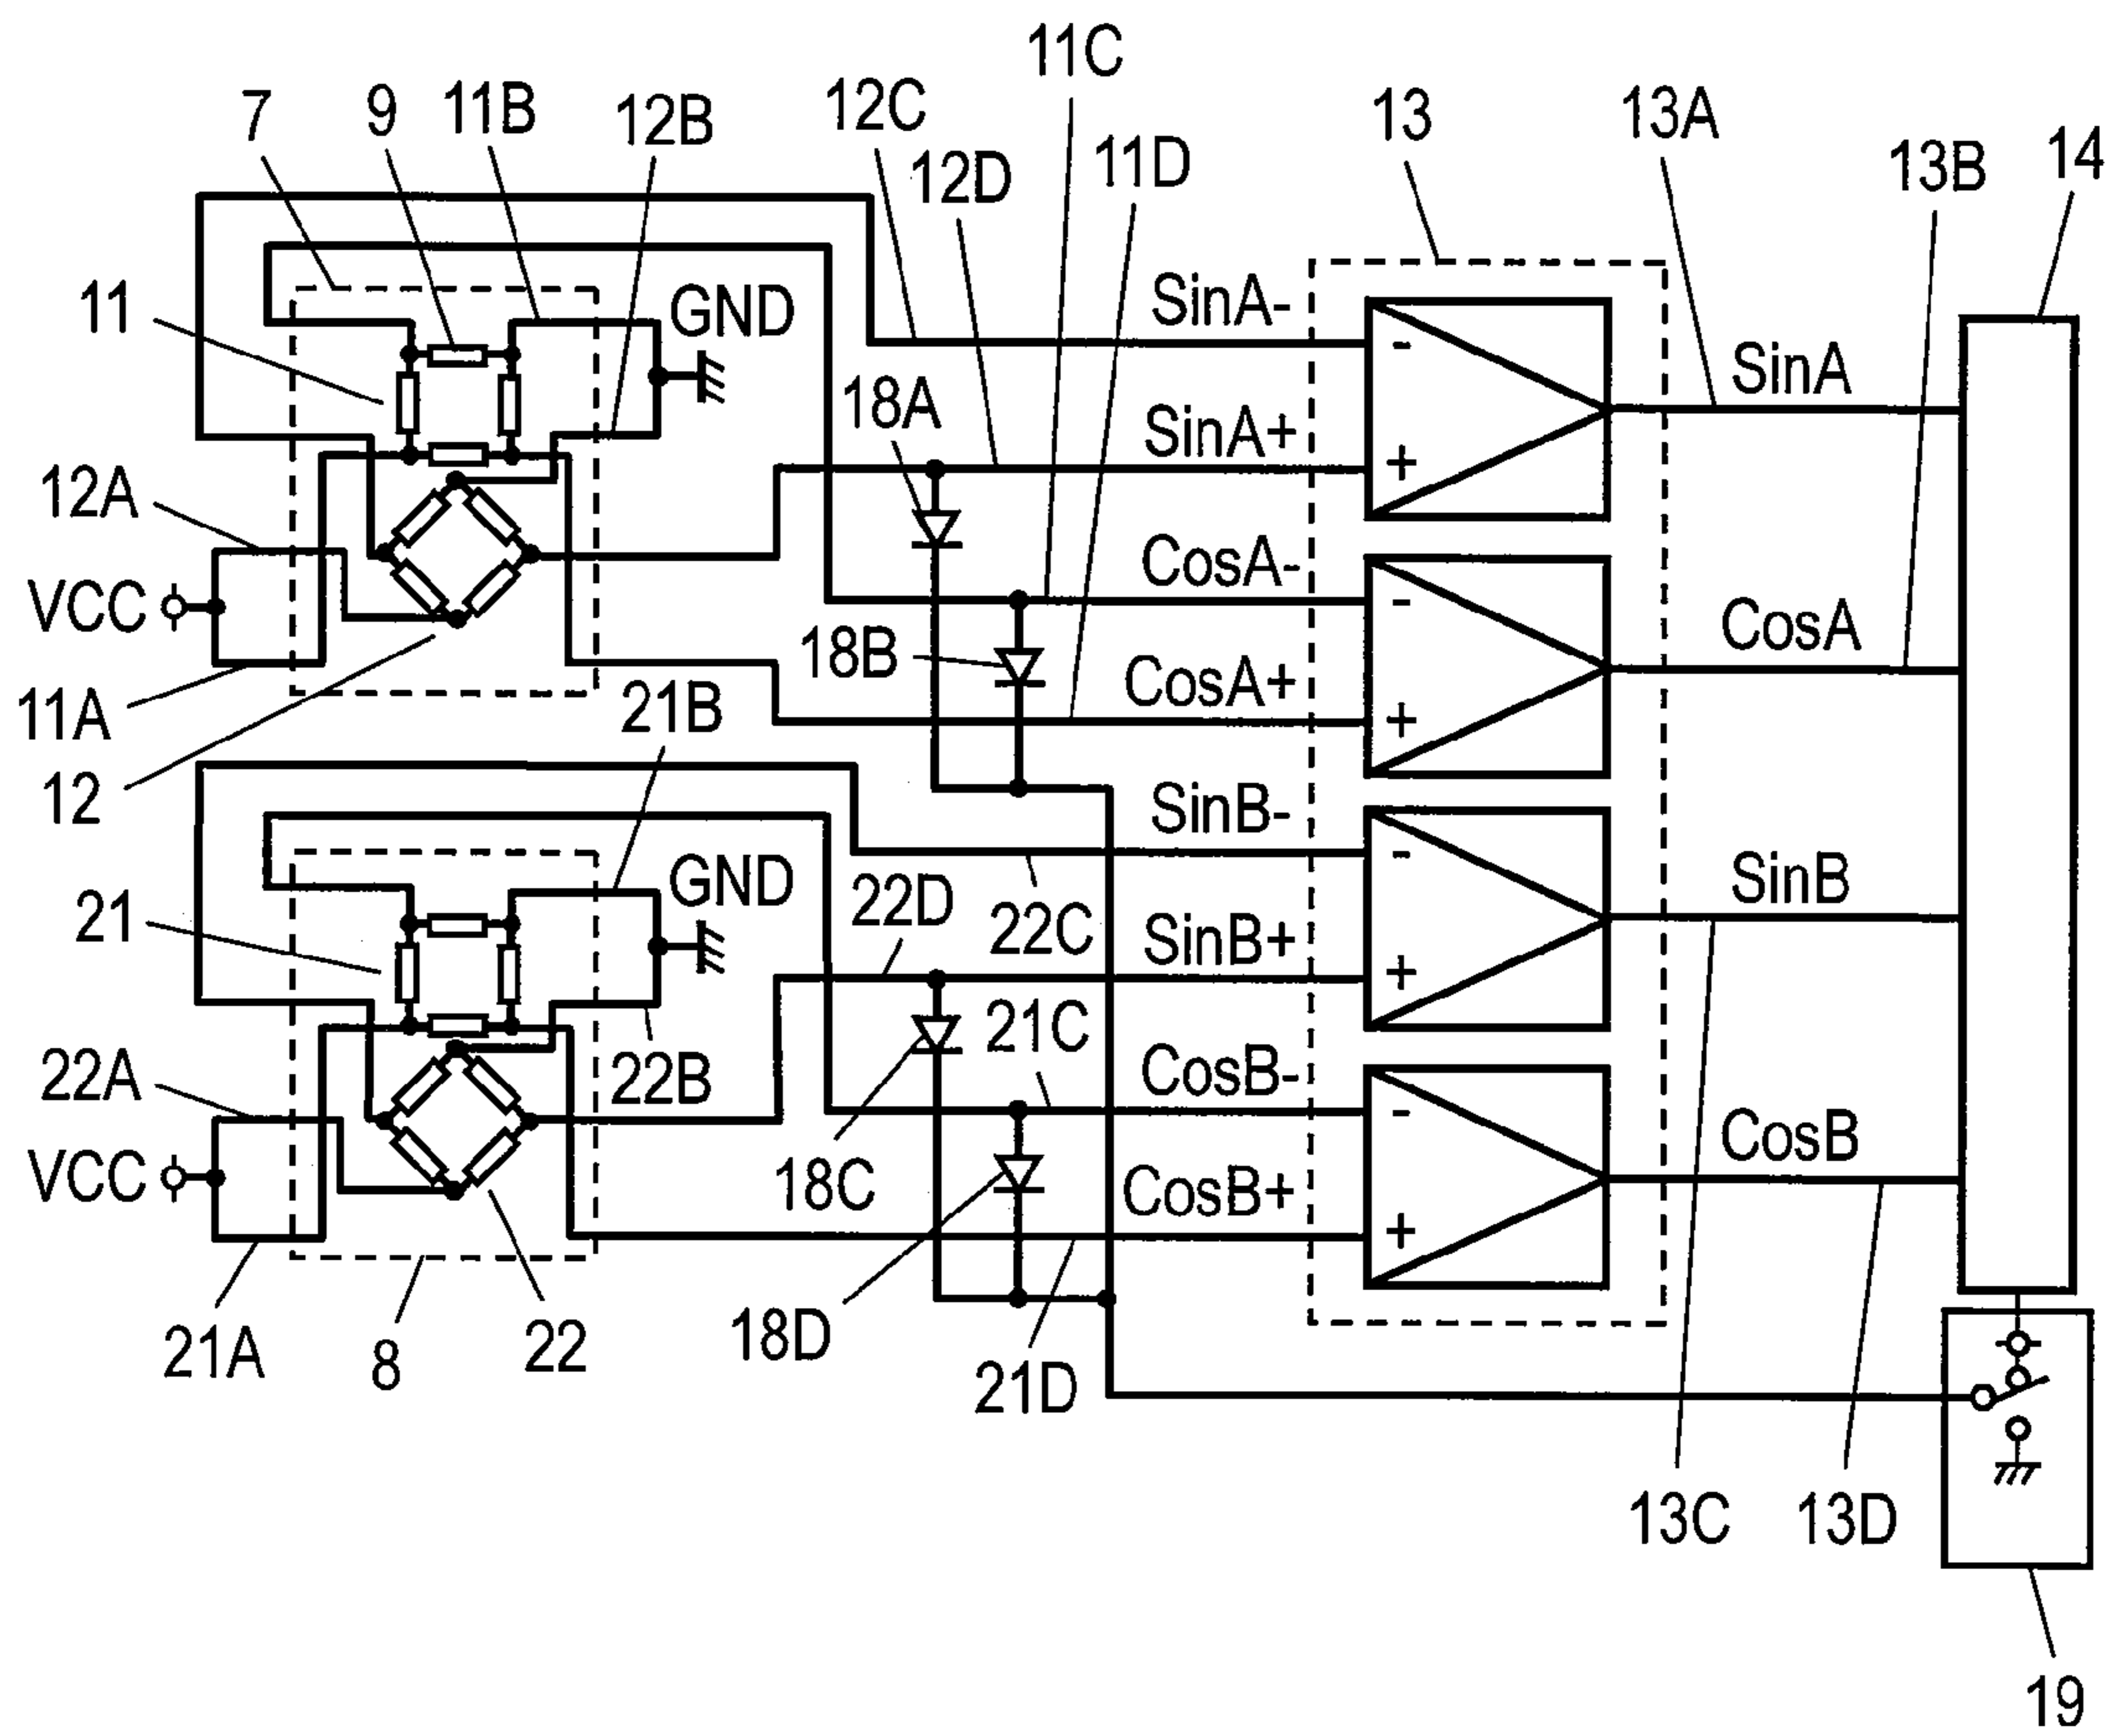 11C
7 9 11B 12B 12C 13 13A
12D 11D 13B 14
11 GND SinA-
SinA
18A SinA+
- +
12A CosA-
VCC CosA
18B
11A 21B CosA+
- +
12 SinB-
21 GND 22D SinB
22C SinB+
- +
22A 22B 21C CosB-
VCC CosB
18C CosB+
- +
21A 8 22 18D 21D
13C 13D
19